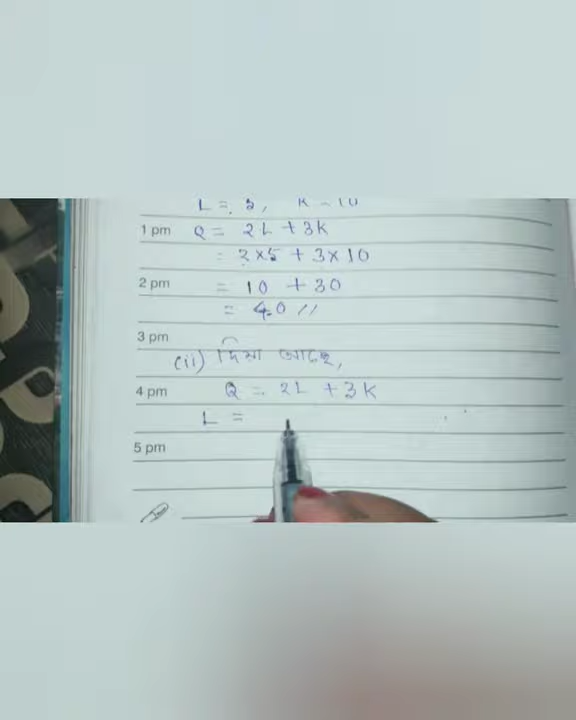 L = 5, K = 10
1 pm Q = 2L + 3K
= 2×5 + 3×10
2 pm = 10 + 30
= 40 //
3 pm
(ii) দিয়া আছে,
4 pm Q = 2L + 3K
L =
5 pm